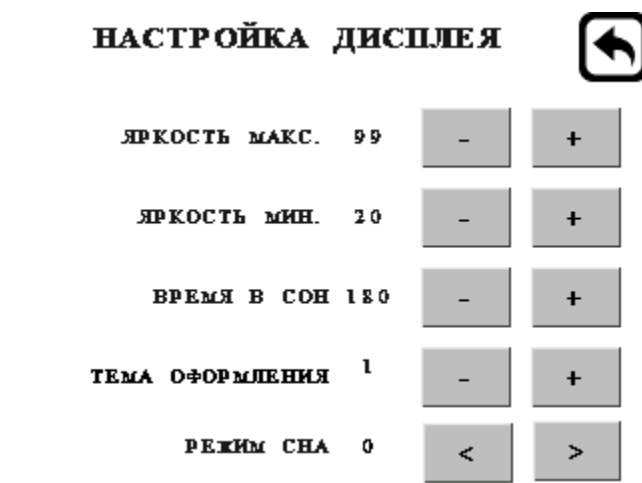 НАСТРОЙКА ДИСПЛЕЯ
ЯРКОСТЬ МАКС. 99 - +
ЯРКОСТЬ МИН. 20 - +
ВРЕМЯ В СОН 180 - +
ТЕМА ОФОРМЛЕНИЯ 1 - +
РЕЖИМ СНА 0 < >